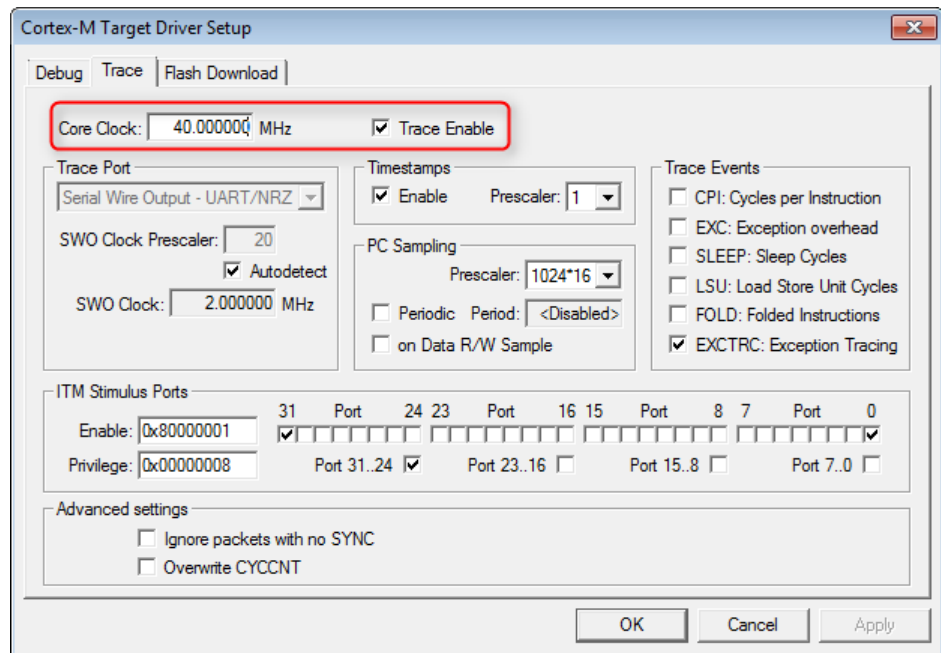 Cortex-M Target Driver Setup
Debug Trace Flash Download
Core Clock: 40.000000 MHz Trace Enable
Trace Port
Serial Wire Output - UART/NRZ
SWO Clock Prescaler: 20
Autodetect
SWO Clock: 2.000000 MHz
Timestamps
Enable Prescaler: 1
PC Sampling
Prescaler: 1024*16
Periodic Period: <Disabled>
on Data R/W Sample
Trace Events
CPI: Cycles per Instruction
EXC: Exception overhead
SLEEP: Sleep Cycles
LSU: Load Store Unit Cycles
FOLD: Folded Instructions
EXCTRC: Exception Tracing
ITM Stimulus Ports
31 Port 24 23 Port 16 15 Port 8 7 Port 0
Enable: 0x80000001
Privilege: 0x00000008 Port 31..24 Port 23..16 Port 15..8 Port 7..0
Advanced settings
Ignore packets with no SYNC
Overwrite CYCCNT
OK Cancel Apply